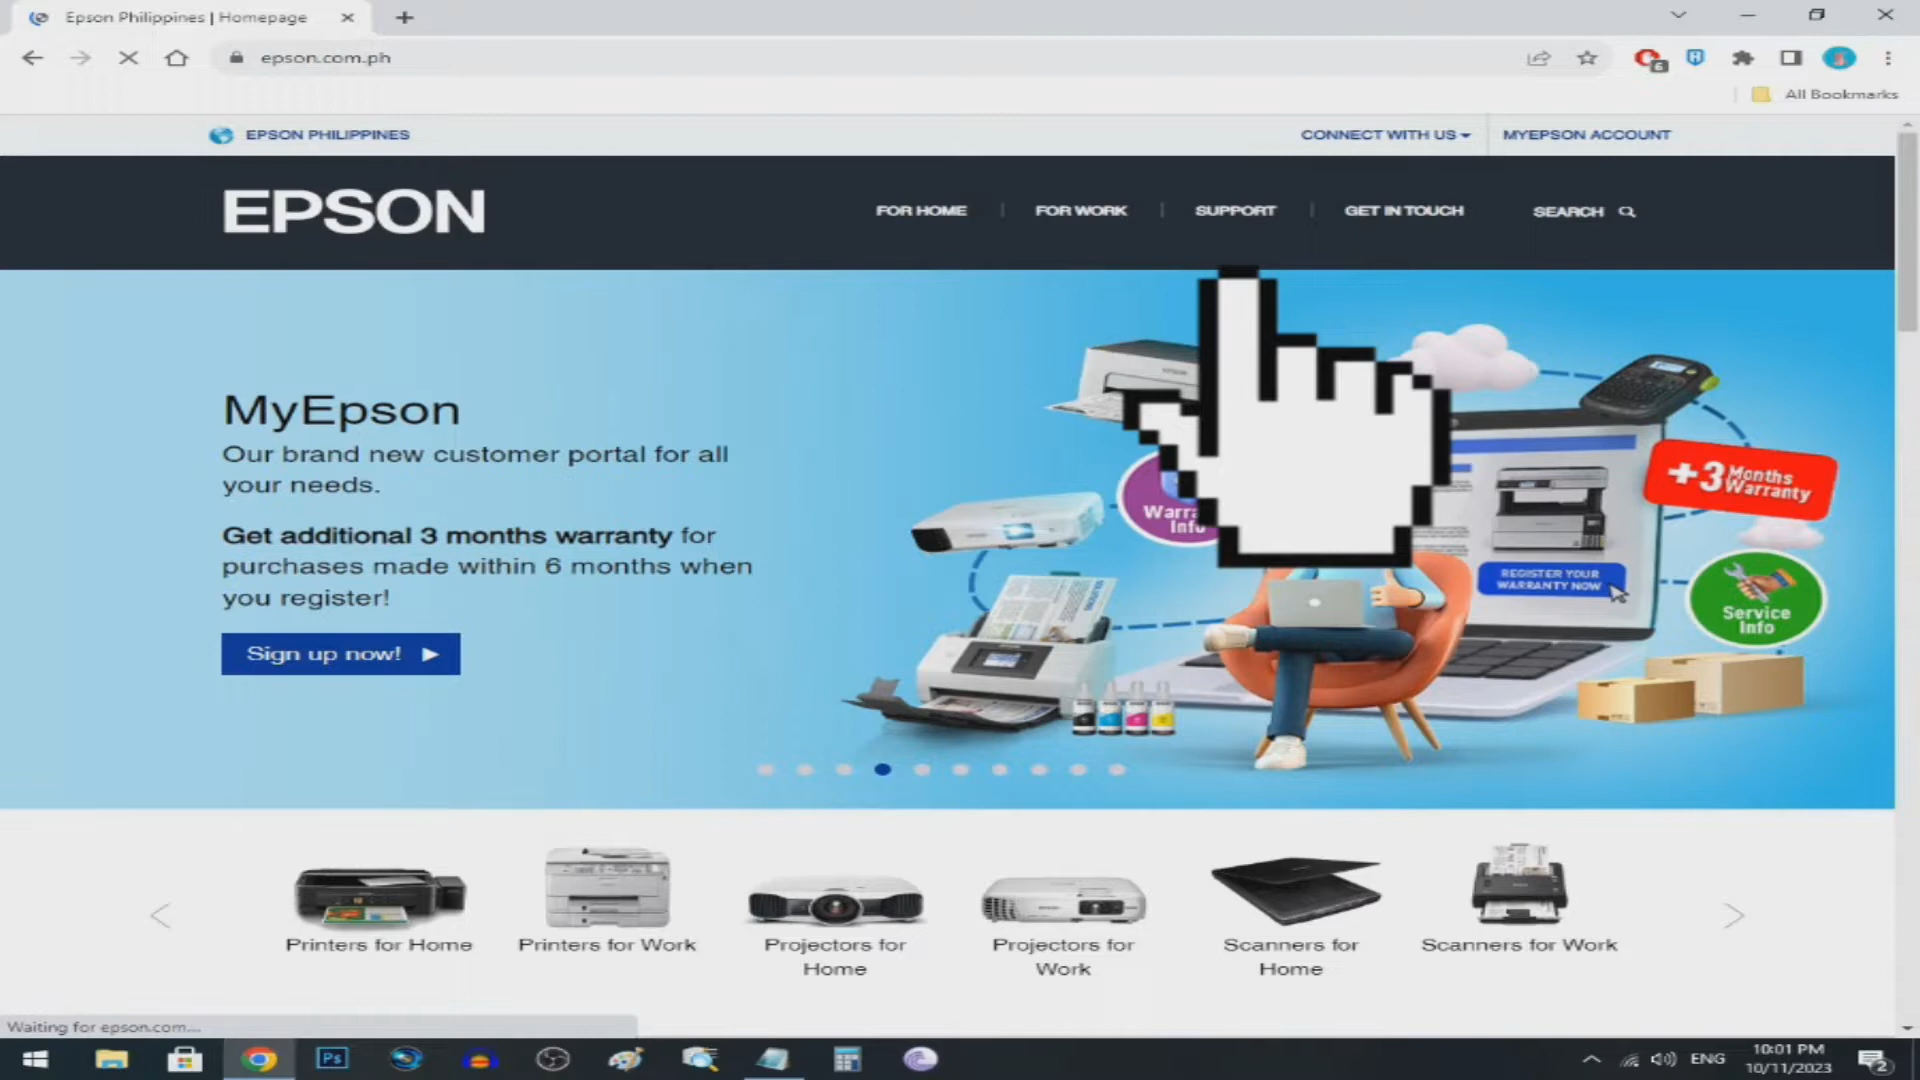 Epson Philippines | Homepage
epson.com.ph
6
All Bookmarks
EPSON PHILIPPINES
CONNECT WITH US
MYEPSON ACCOUNT
EPSON
FOR HOME
FOR WORK
SUPPORT
GET IN TOUCH
SEARCH
MyEpson
Our brand new customer portal for all
your needs.
Get additional 3 months warranty for
purchases made within 6 months when
you register!
Sign up now!
Info
+3 Months
Warranty
REGISTER YOUR
WARRANTY NOW
Service
Info
Printers for Home
Printers for Work
Projectors for
Home
Projectors for
Work
Scanners for
Home
Scanners for Work
Waiting for epson.com...
Ps
ENG
10:01 PM
10/11/2023
2